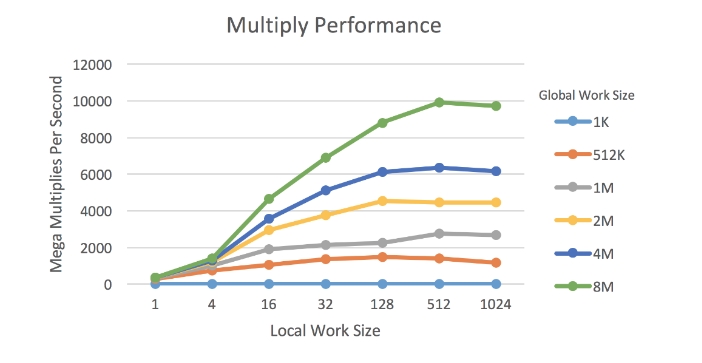 Multiply Performance
Mega Multiplies Per Second
12000
10000
8000
6000
4000
2000
0
1 4 16 32 128 512 1024
Local Work Size
Global Work Size
1K
512K
1M
2M
4M
8M